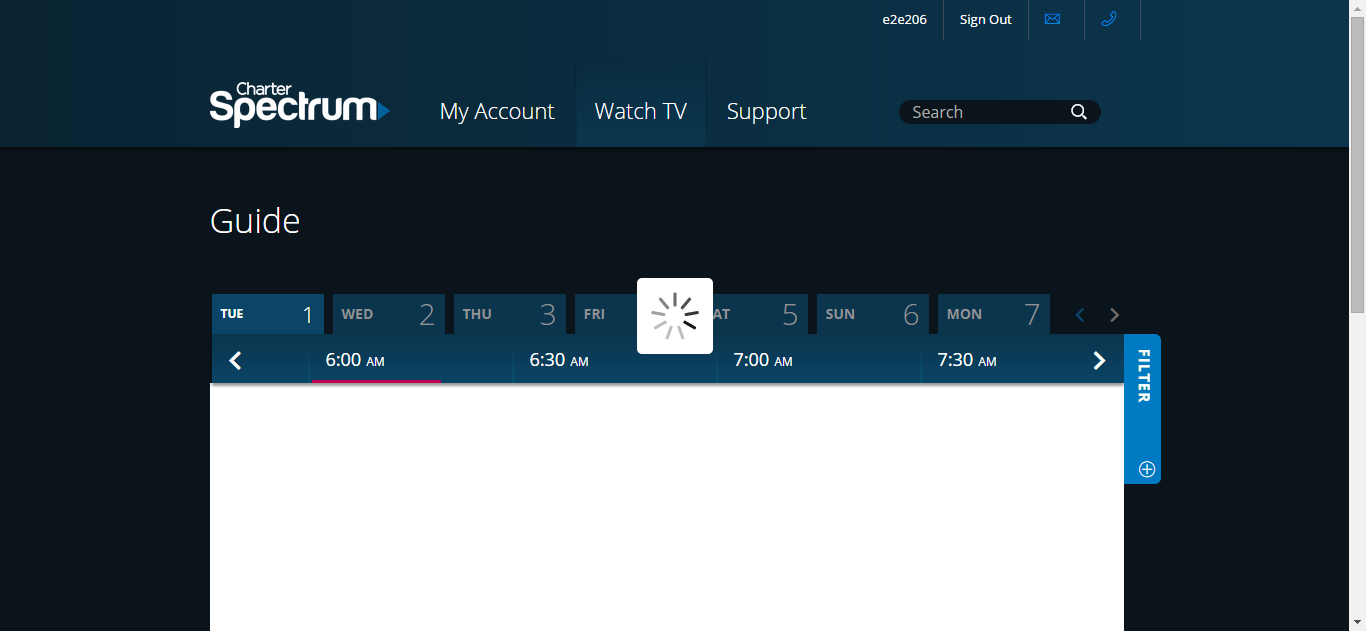 e2e206 Sign Out
Charter
Spectrum
My Account Watch TV Support Search
Guide
TUE 1 WED 2 THU 3 FRI AT 5 SUN 6 MON 7
6:00 AM 6:30 AM 7:00 AM 7:30 AM
FILTER